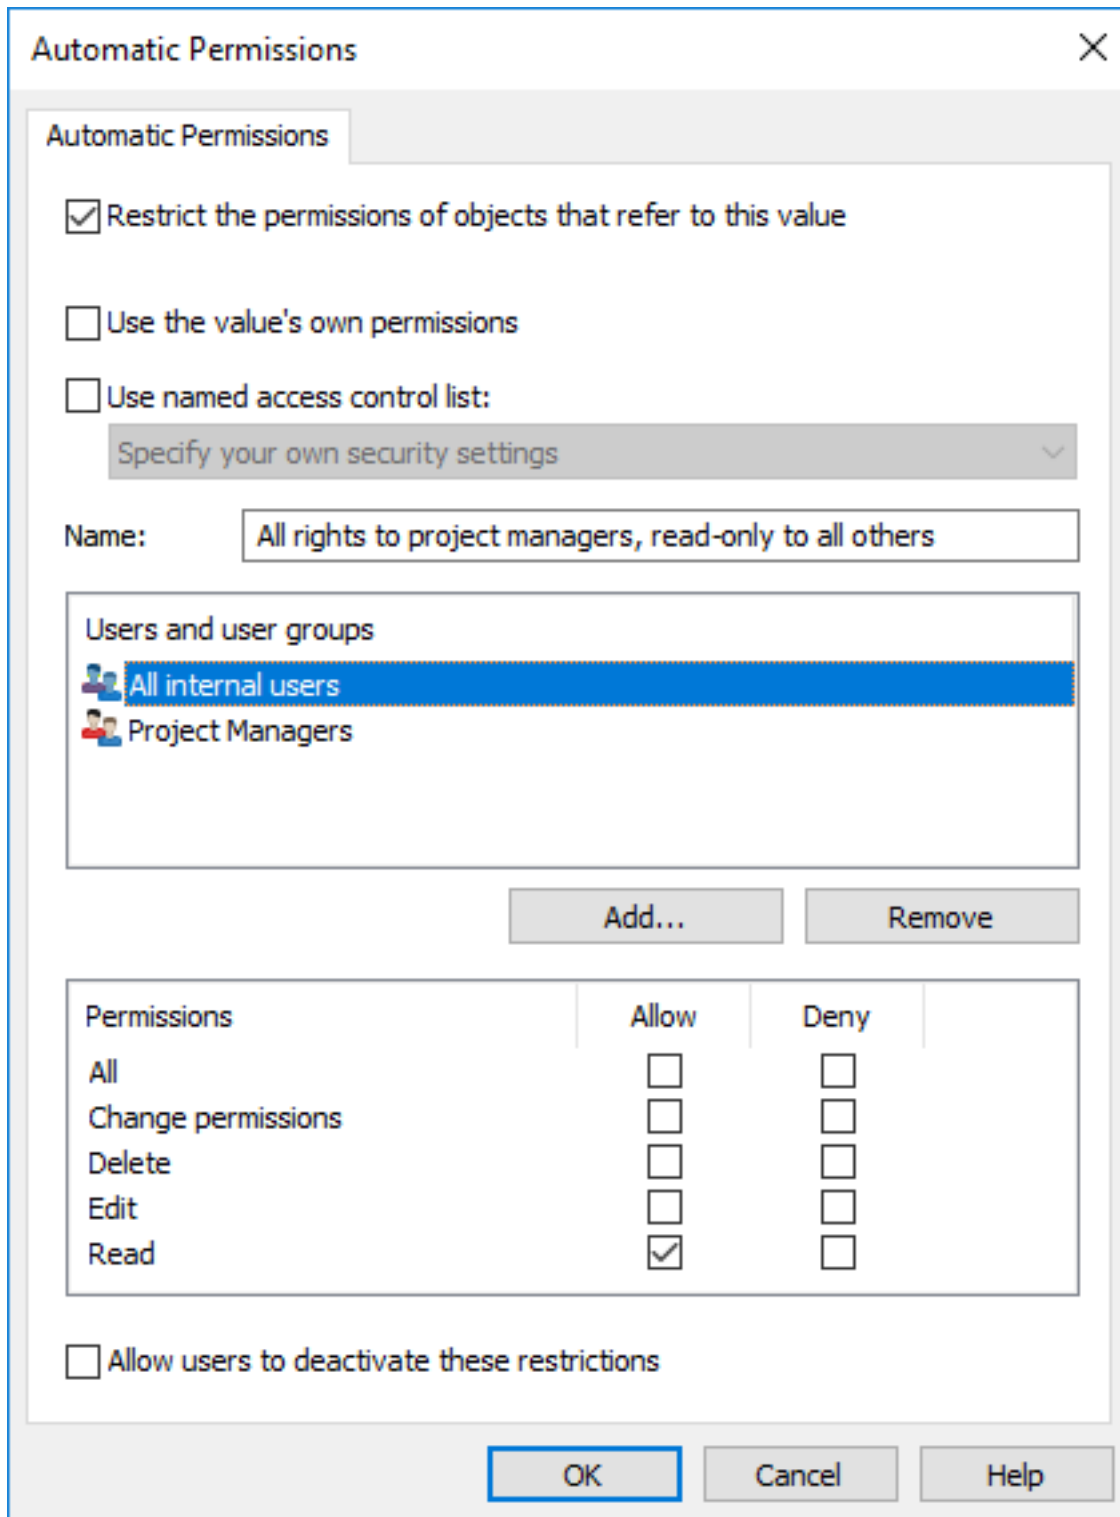 Automatic Permissions
Automatic Permissions
Restrict the permissions of objects that refer to this value
Use the value's own permissions
Use named access control list:
Specify your own security settings
Name: All rights to project managers, read-only to all others
Users and user groups
All internal users
Project Managers
Add... Remove
Permissions Allow Deny
All
Change permissions
Delete
Edit
Read
Allow users to deactivate these restrictions
OK Cancel Help